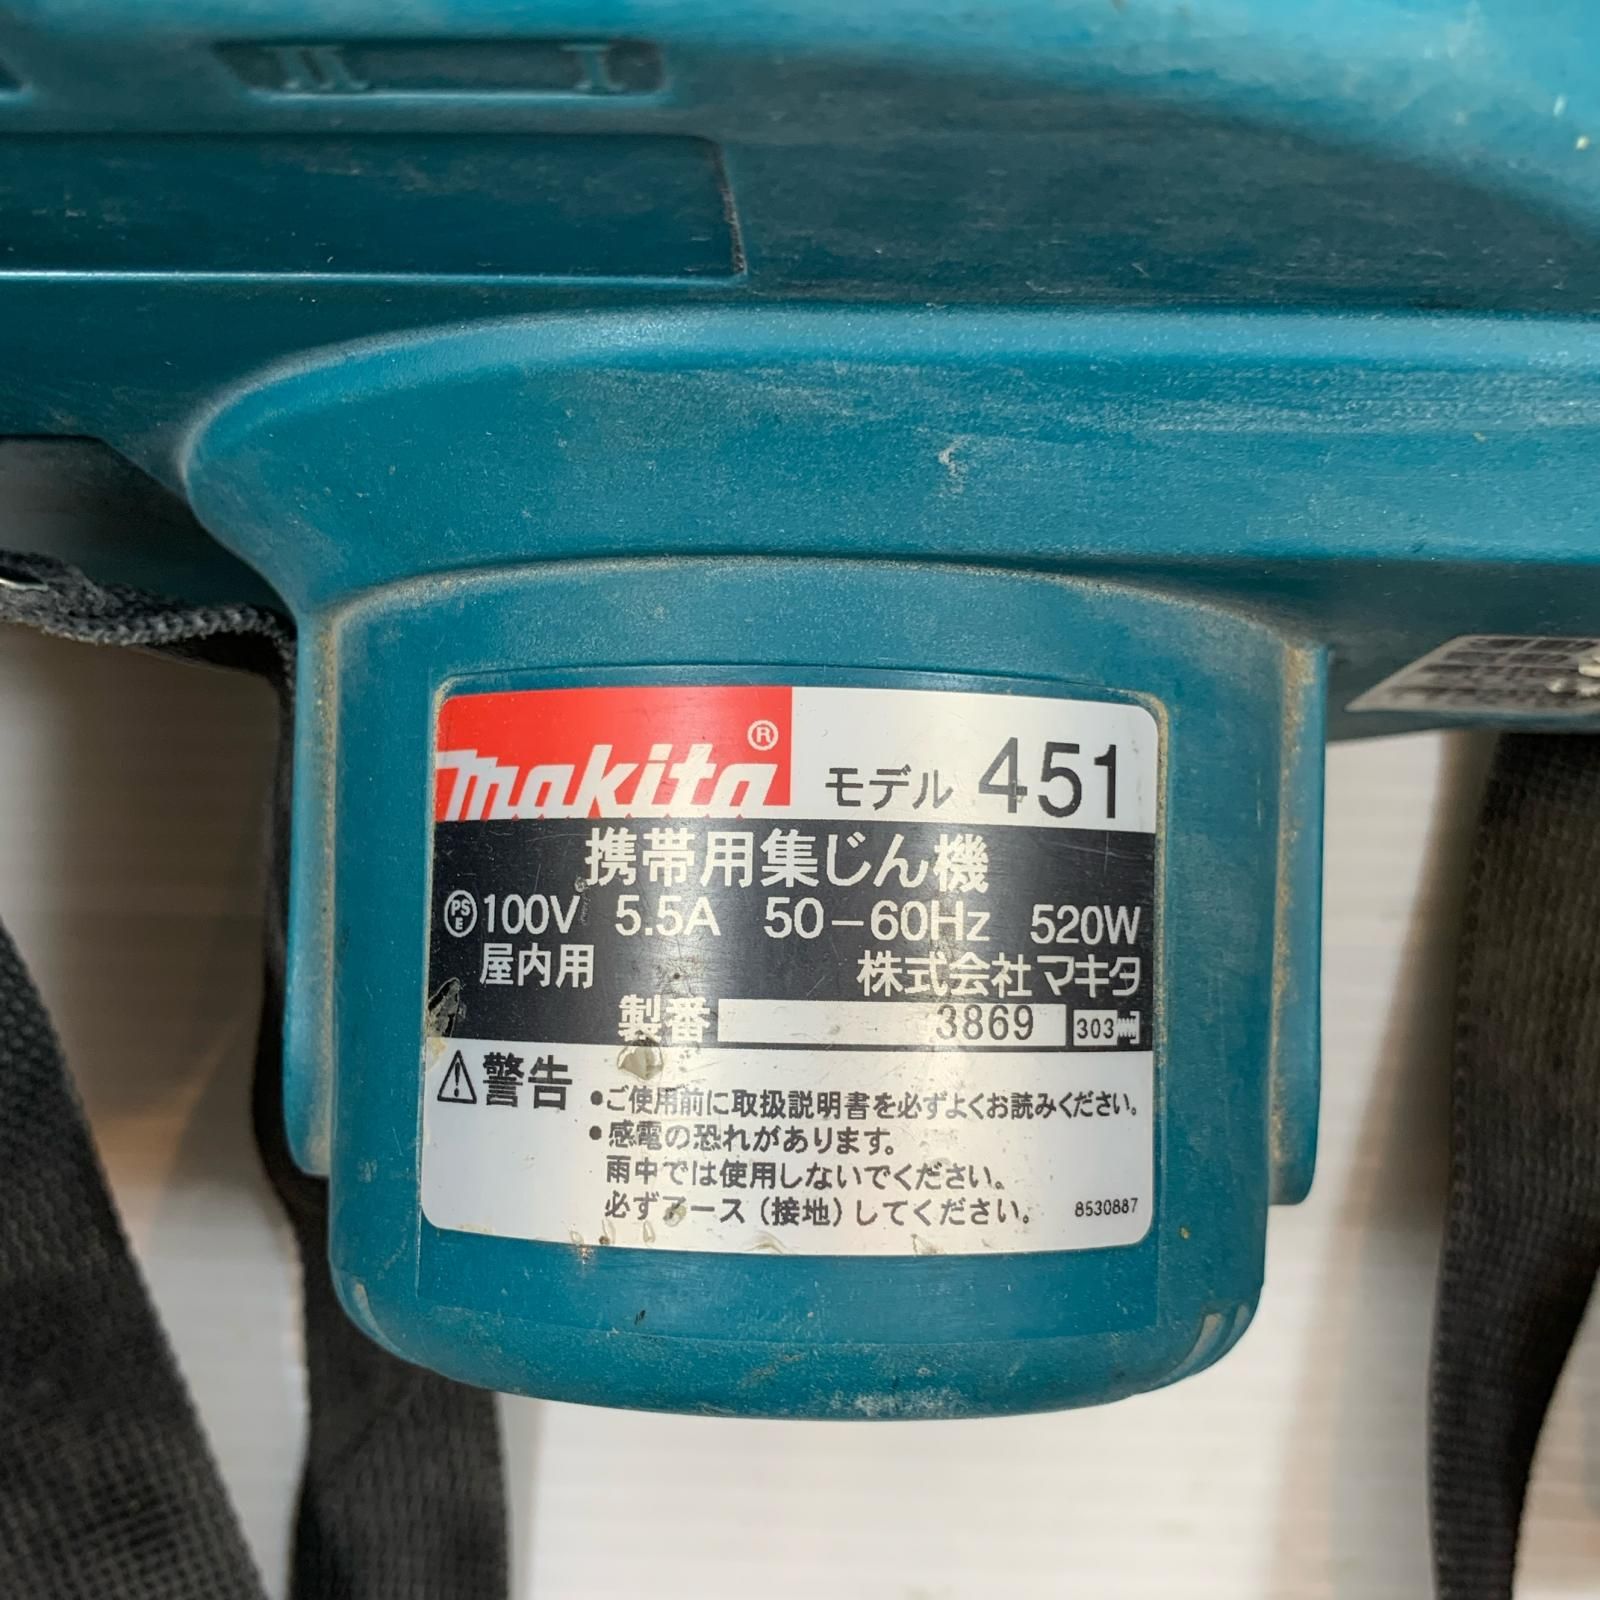 II I
makita® モデル 451
携帯用集じん機
PSE 100V 5.5A 50-60Hz 520W
屋内用 株式会社マキタ
製番 3869 303
⚠警告 •ご使用前に取扱説明書を必ずよくお読みください。
•感電の恐れがあります。
雨中では使用しないでください。
必ずアース(接地)してください。 8530887